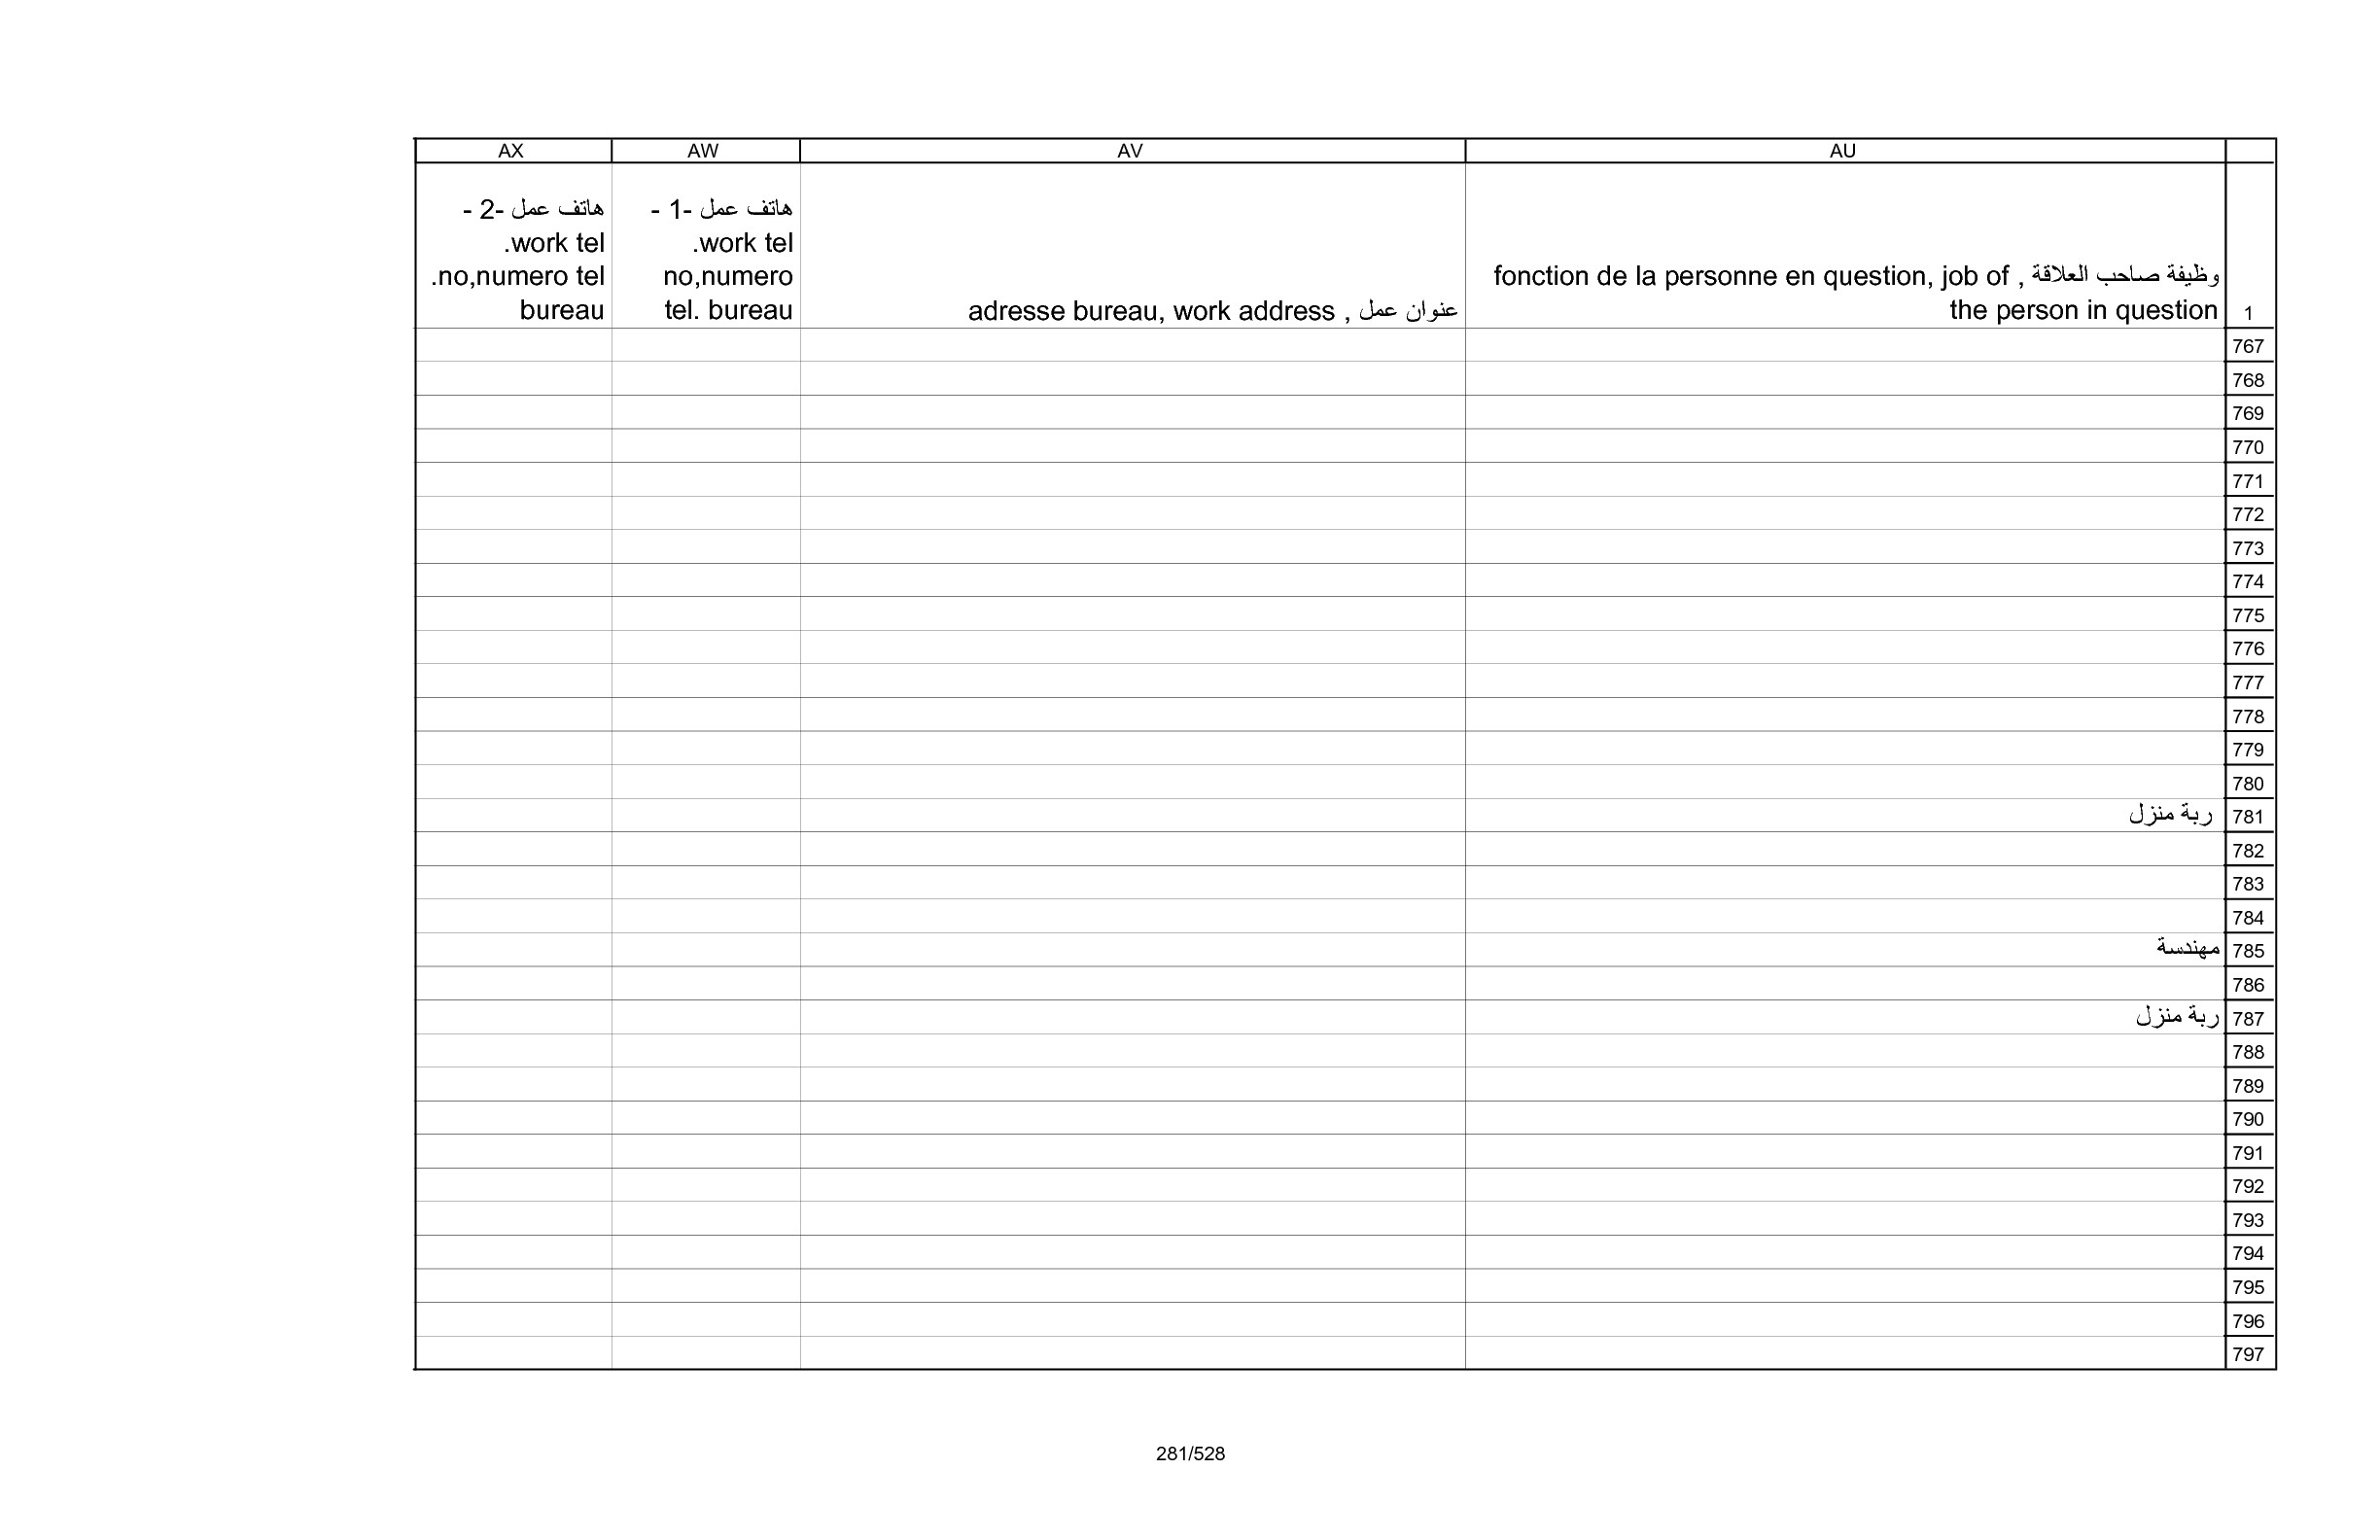 AU
AV
AW
AX
1
وظيفة صاحب العلاقة , fonction de la personne en question, job of
the person in question
عنوان عمل , adresse bureau, work address
هاتف عمل -1 -
work tel.
no,numero
tel. bureau
هاتف عمل -2 -
work tel.
no,numero tel.
bureau
767
768
769
770
771
772
773
774
775
776
777
778
779
780
781 ربة منزل
782
783
784
785 مهندسة
786
787 ربة منزل
788
789
790
791
792
793
794
795
796
797
281/528